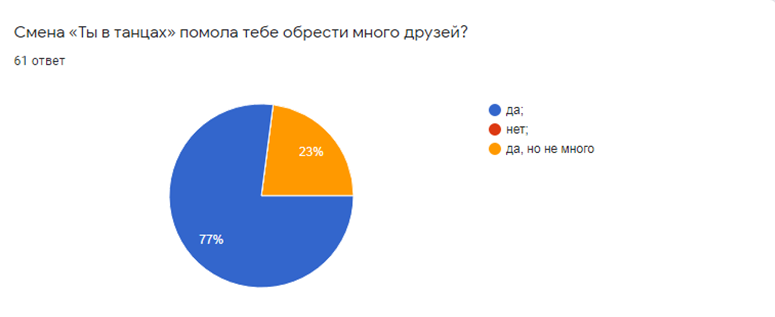 Смена «Ты в танцах» помола тебе обрести много друзей?
61 ответ
да;
нет;
да, но не много
23%
77%